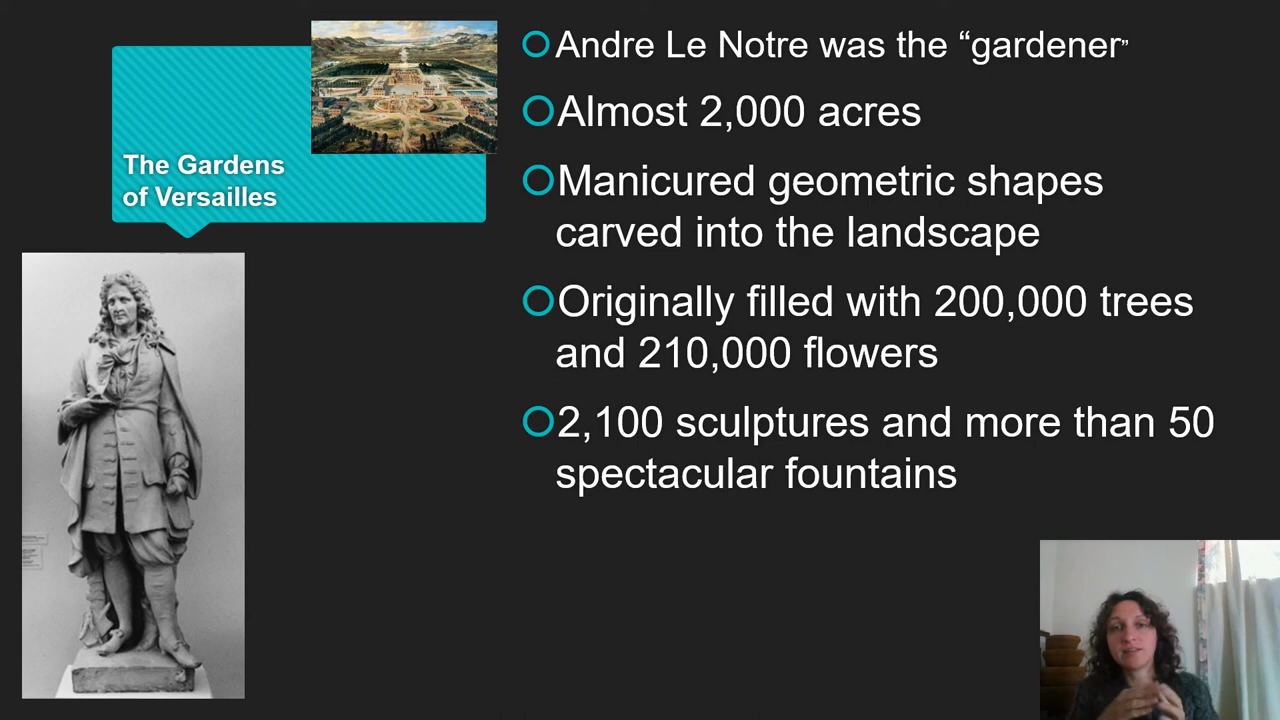 The Gardens
of Versailles
Andre Le Notre was the “gardener”
Almost 2,000 acres
Manicured geometric shapes
carved into the landscape
Originally filled with 200,000 trees
and 210,000 flowers
2,100 sculptures and more than 50
spectacular fountains